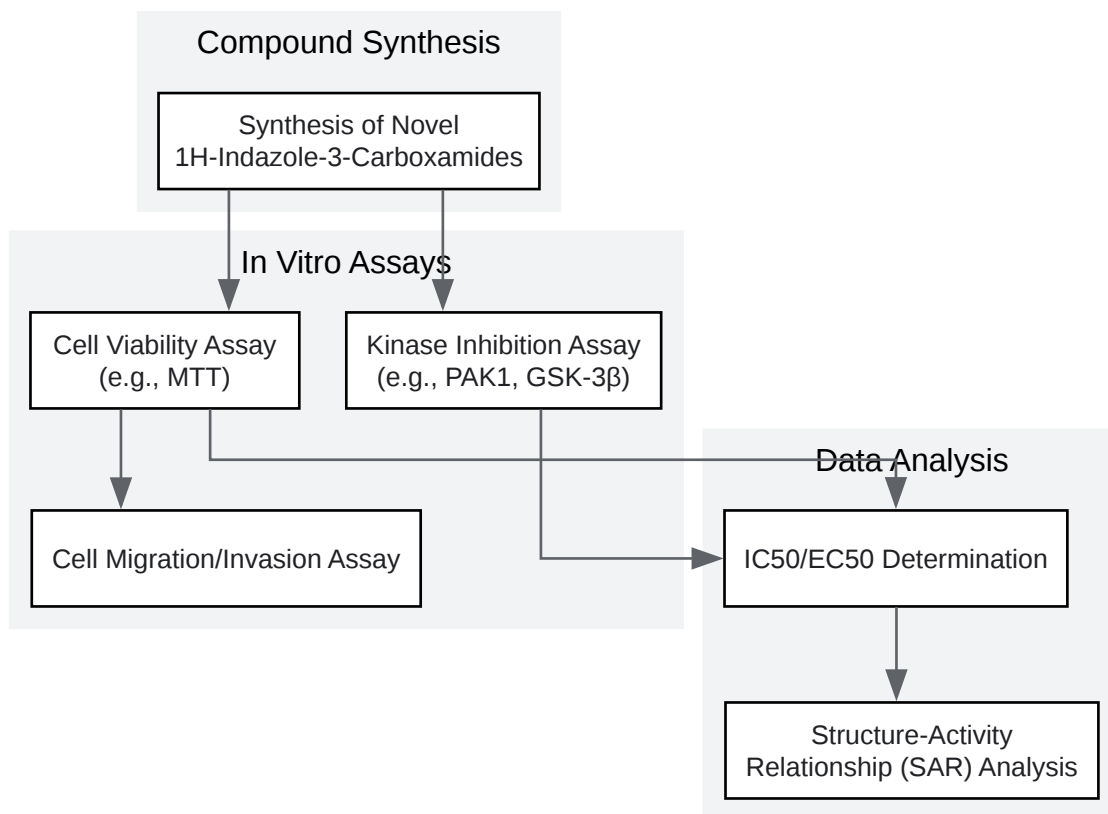 Compound Synthesis
Synthesis of Novel
1H-Indazole-3-Carboxamides
In Vitro Assays
Cell Viability Assay
(e.g., MTT)
Kinase Inhibition Assay
(e.g., PAK1, GSK-3β)
Data Analysis
Cell Migration/Invasion Assay
IC50/EC50 Determination
Structure-Activity
Relationship (SAR) Analysis